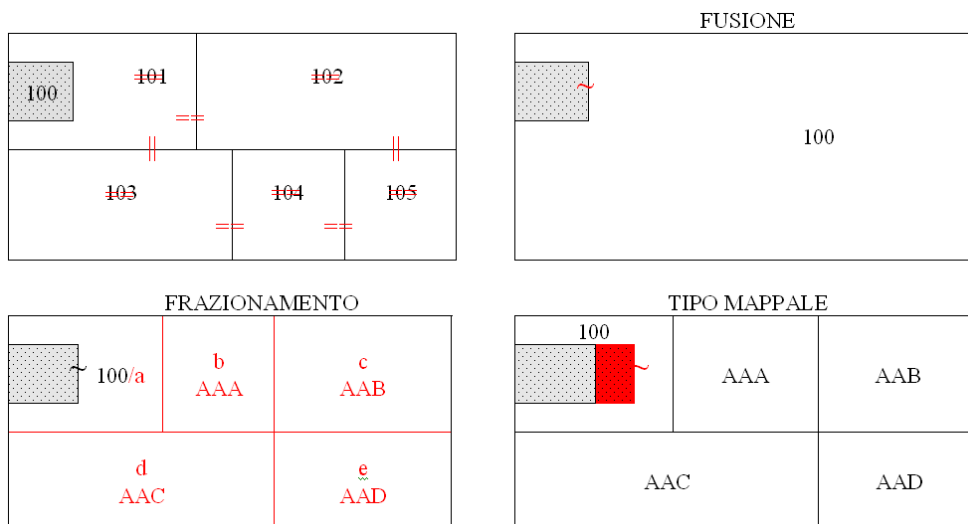 101
102
100
103
104
105
FUSIONE
100
FRAZIONAMENTO
100/a
b
AAA
c
AAB
d
AAC
e
AAD
TIPO MAPPALE
100
AAA
AAB
AAC
AAD